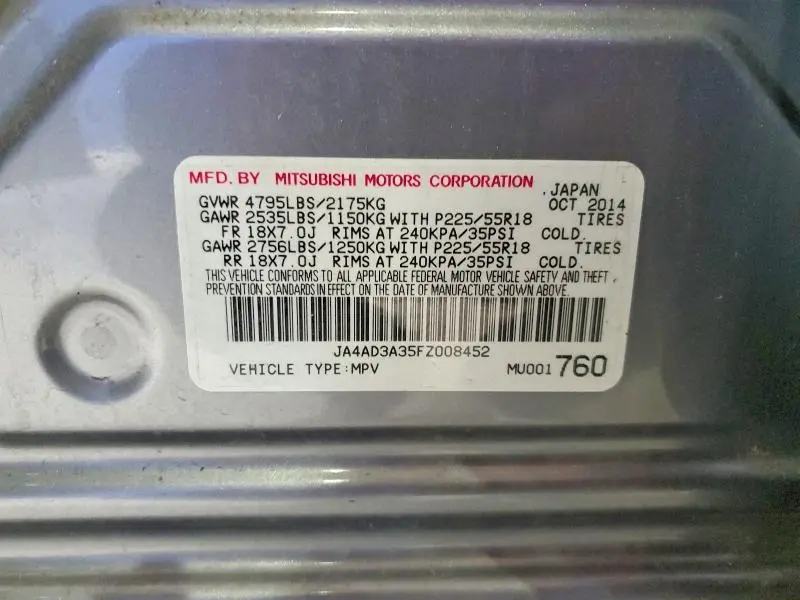 MFD. BY MITSUBISHI MOTORS CORPORATION , JAPAN
GVWR 4795LBS/2175KG OCT 2014
GAWR 2535LBS/1150KG WITH P225/55R18 TIRES
FR 18X7.0J RIMS AT 240KPA/35PSI COLD.
GAWR 2756LBS/1250KG WITH P225/55R18 TIRES
RR 18X7.0J RIMS AT 240KPA/35PSI COLD.
THIS VEHICLE CONFORMS TO ALL APPLICABLE FEDERAL MOTOR VEHICLE SAFETY AND THEFT
PREVENTION STANDARDS IN EFFECT ON THE DATE OF MANUFACTURE SHOWN ABOVE.
JA4AD3A35FZ008452
VEHICLE TYPE:MPV MU001 760